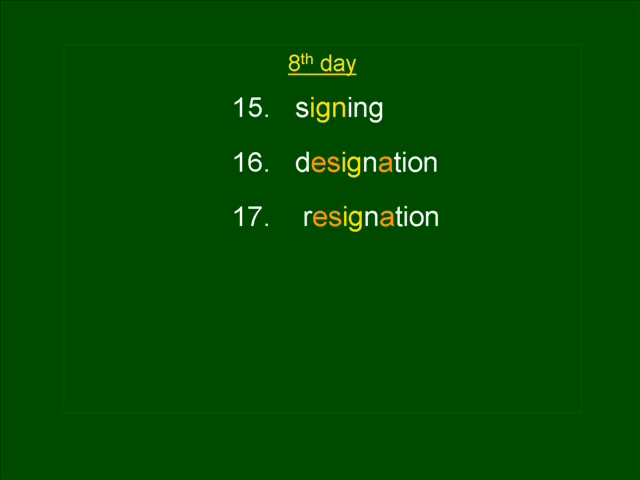 8th day
15. signing
16. designation
17. resignation